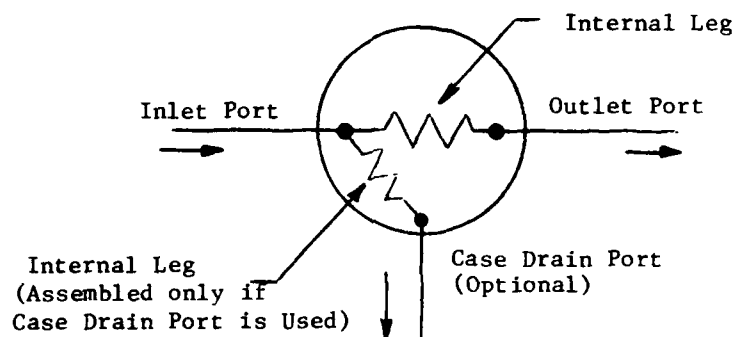 Internal Leg
Inlet Port
Outlet Port
Internal Leg
(Assembled only if
Case Drain Port is Used)
Case Drain Port
(Optional)